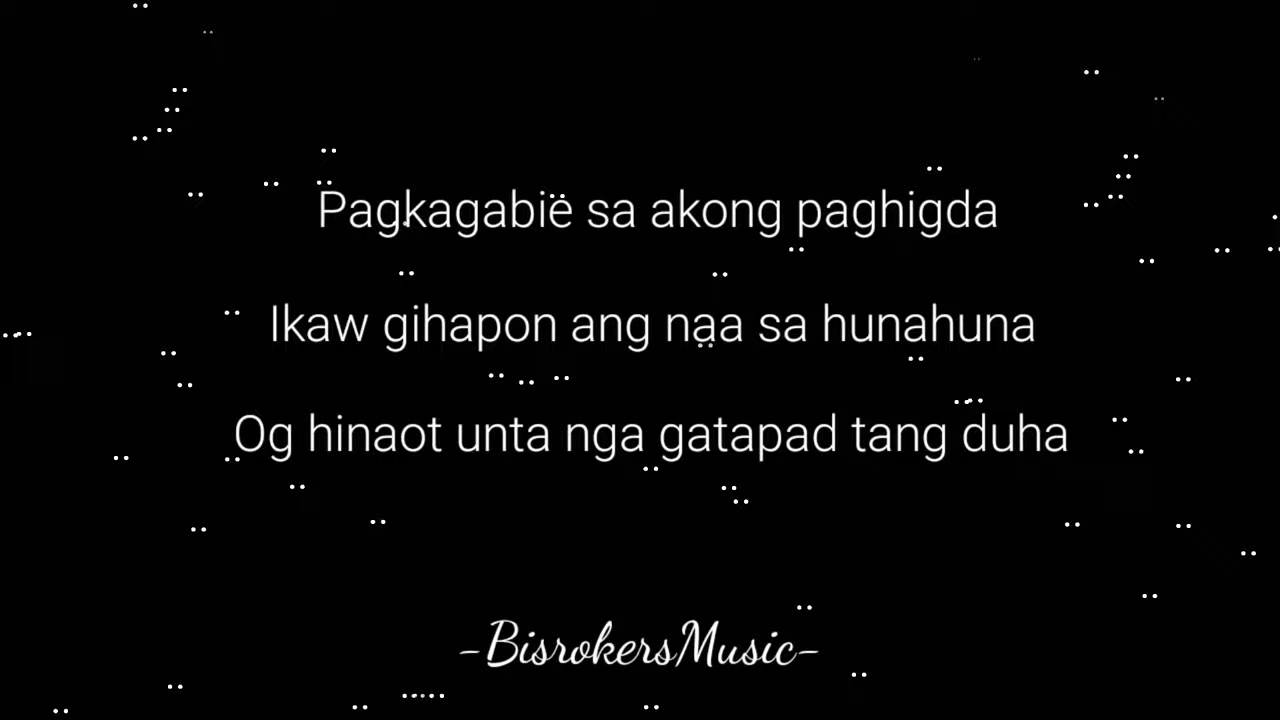 Pagkagabie sa akong paghigda
Ikaw gihapon ang naa sa hunahuna
Og hinaot unta nga gatapad tang duha
-BisrokersMusic-